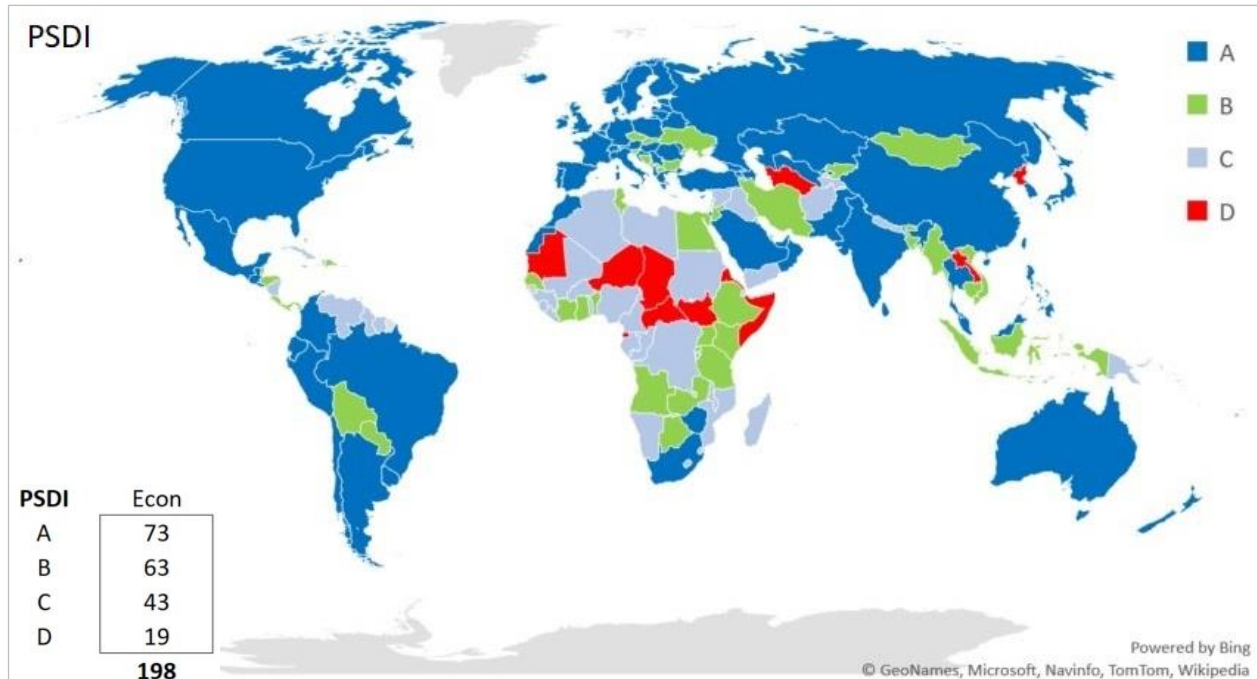 PSDI
A
B
C
D
PSDI Econ
A 73
B 63
C 43
D 19
198
Powered by Bing
© GeoNames, Microsoft, Navinfo, TomTom, Wikipedia